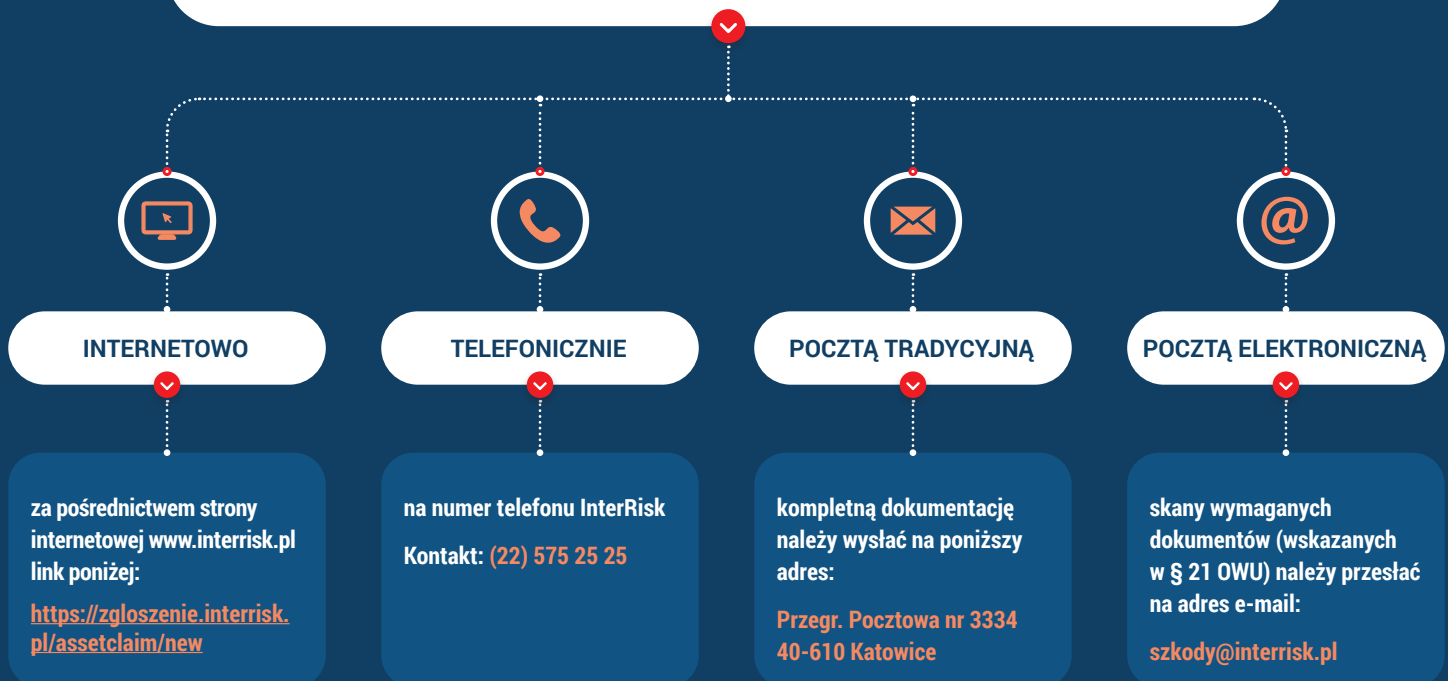 INTERNETOWO
za pośrednictwem strony
internetowej www.interrisk.pl
link poniżej:
https://zgloszenie.interrisk.
pl/assetclaim/new
TELEFONICZNIE
na numer telefonu InterRisk
Kontakt: (22) 575 25 25
POCZTĄ TRADYCYJNĄ
kompletną dokumentację
należy wysłać na poniższy
adres:
Przegr. Pocztowa nr 3334
40-610 Katowice
POCZTĄ ELEKTRONICZNĄ
skany wymaganych
dokumentów (wskazanych
w § 21 OWU) należy przesłać
na adres e-mail:
szkody@interrisk.pl